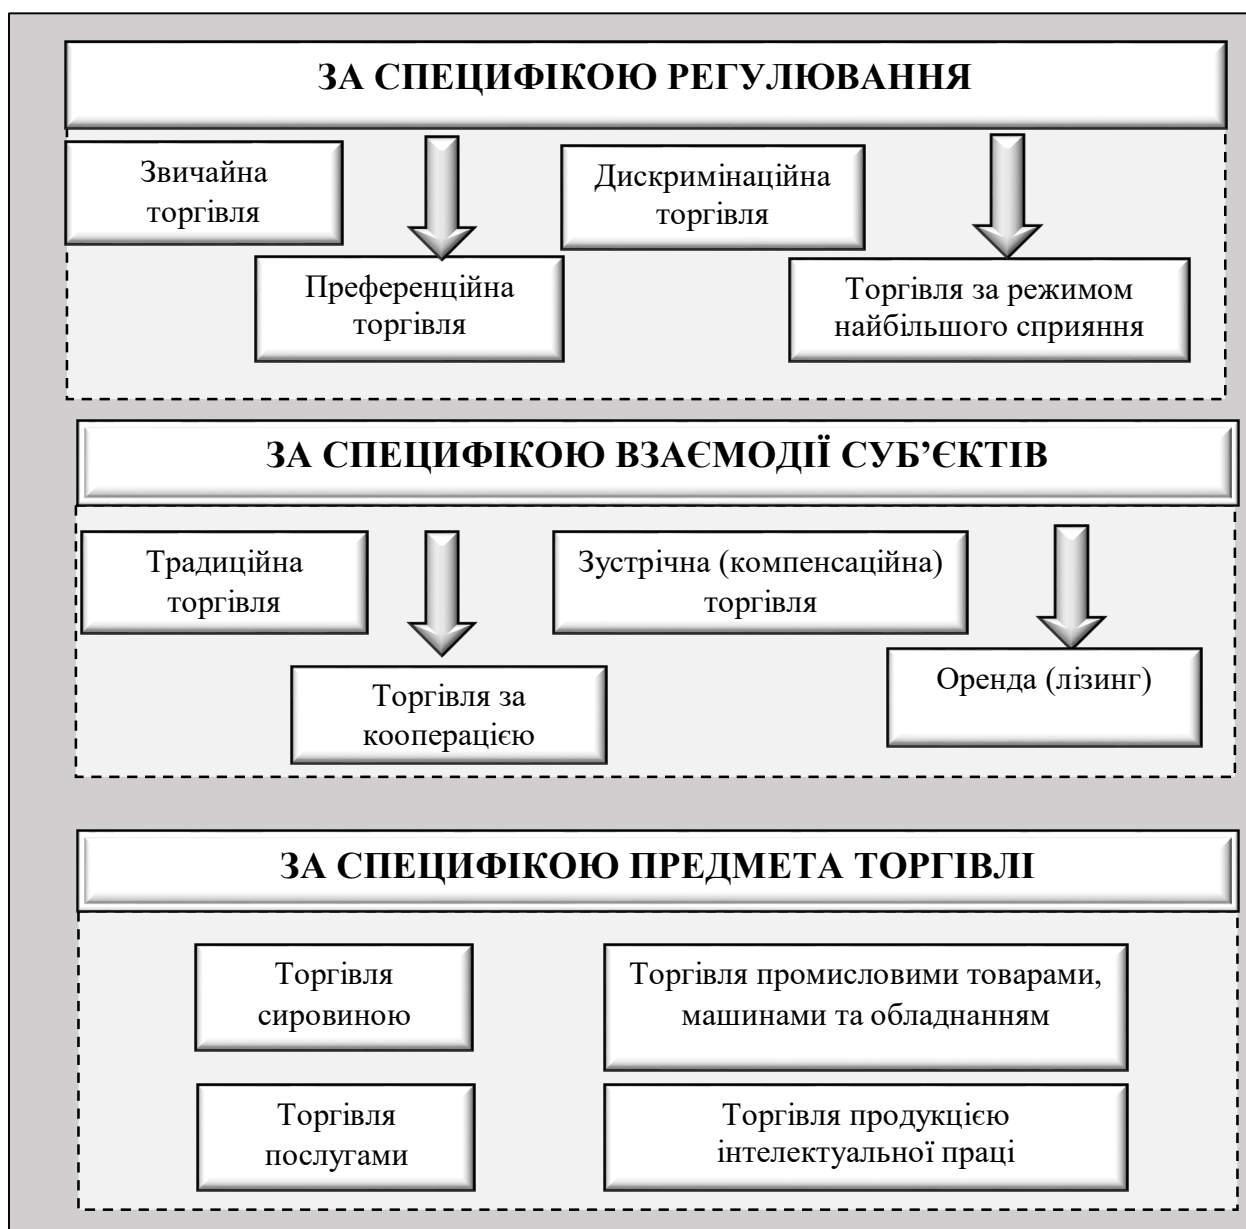 ЗА СПЕЦИФІКОЮ РЕГУЛЮВАННЯ
Звичайна
торгівля
Дискримінаційна
торгівля
Преференційна
торгівля
Торгівля за режимом
найбільшого сприяння
ЗА СПЕЦИФІКОЮ ВЗАЄМОДІЇ СУБ’ЄКТІВ
Традиційна
торгівля
Зустрічна (компенсаційна)
торгівля
Торгівля за
кооперацією
Оренда (лізинг)
ЗА СПЕЦИФІКОЮ ПРЕДМЕТА ТОРГІВЛІ
Торгівля
сировиною
Торгівля промисловими товарами,
машинами та обладнанням
Торгівля
послугами
Торгівля продукцією
інтелектуальної праці